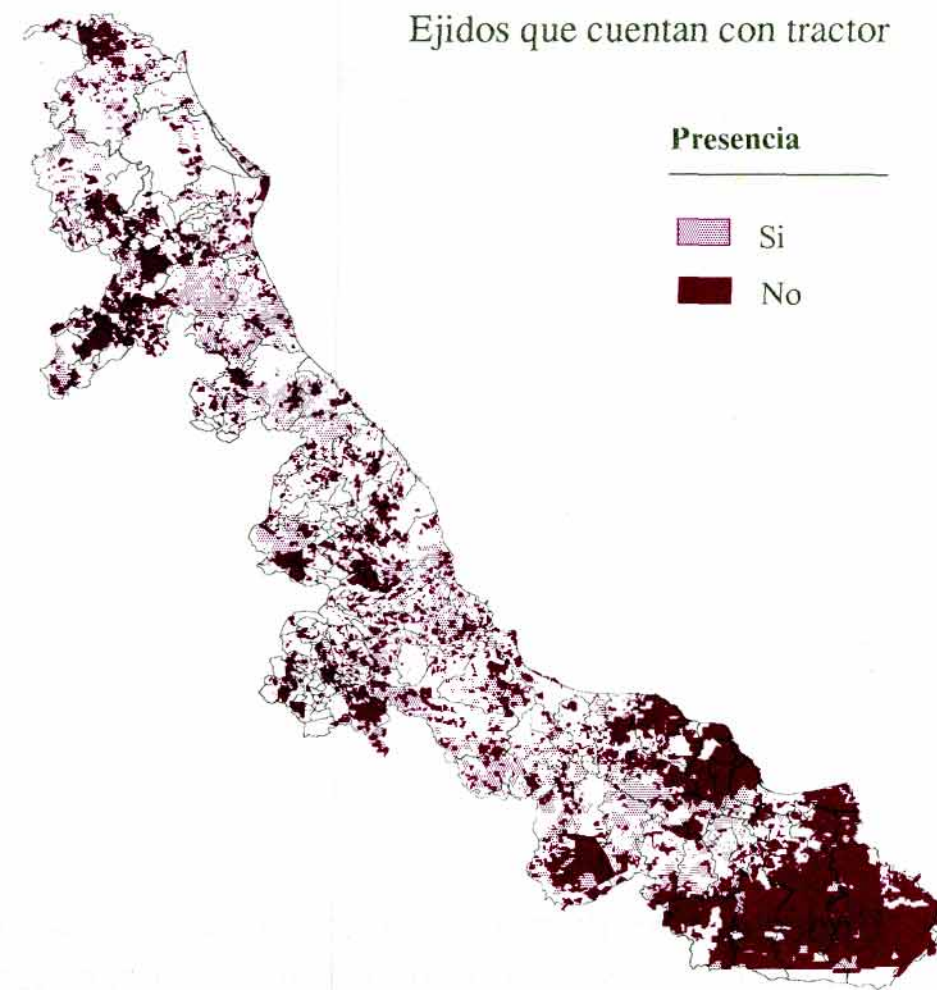 Ejidos que cuentan con tractor
Presencia
Si
No